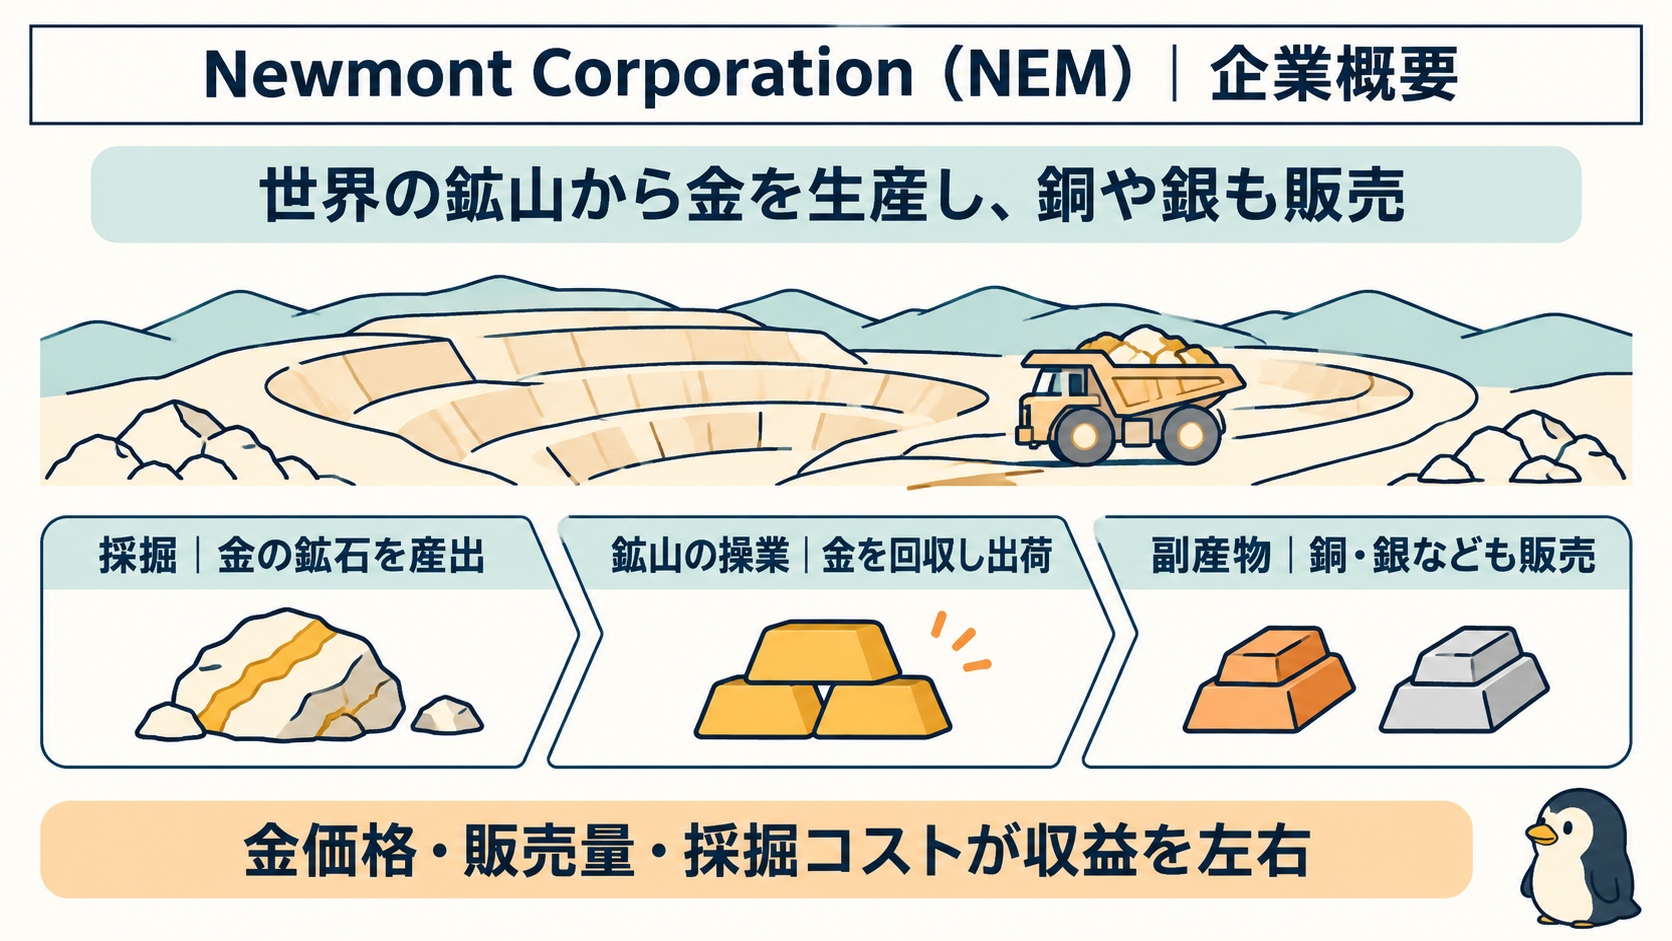 Newmont Corporation（NEM）｜企業概要
世界の鉱山から金を生産し、銅や銀も販売
採掘｜金の鉱石を産出
鉱山の操業｜金を回収し出荷
副産物｜銅・銀なども販売
金価格・販売量・採掘コストが収益を左右